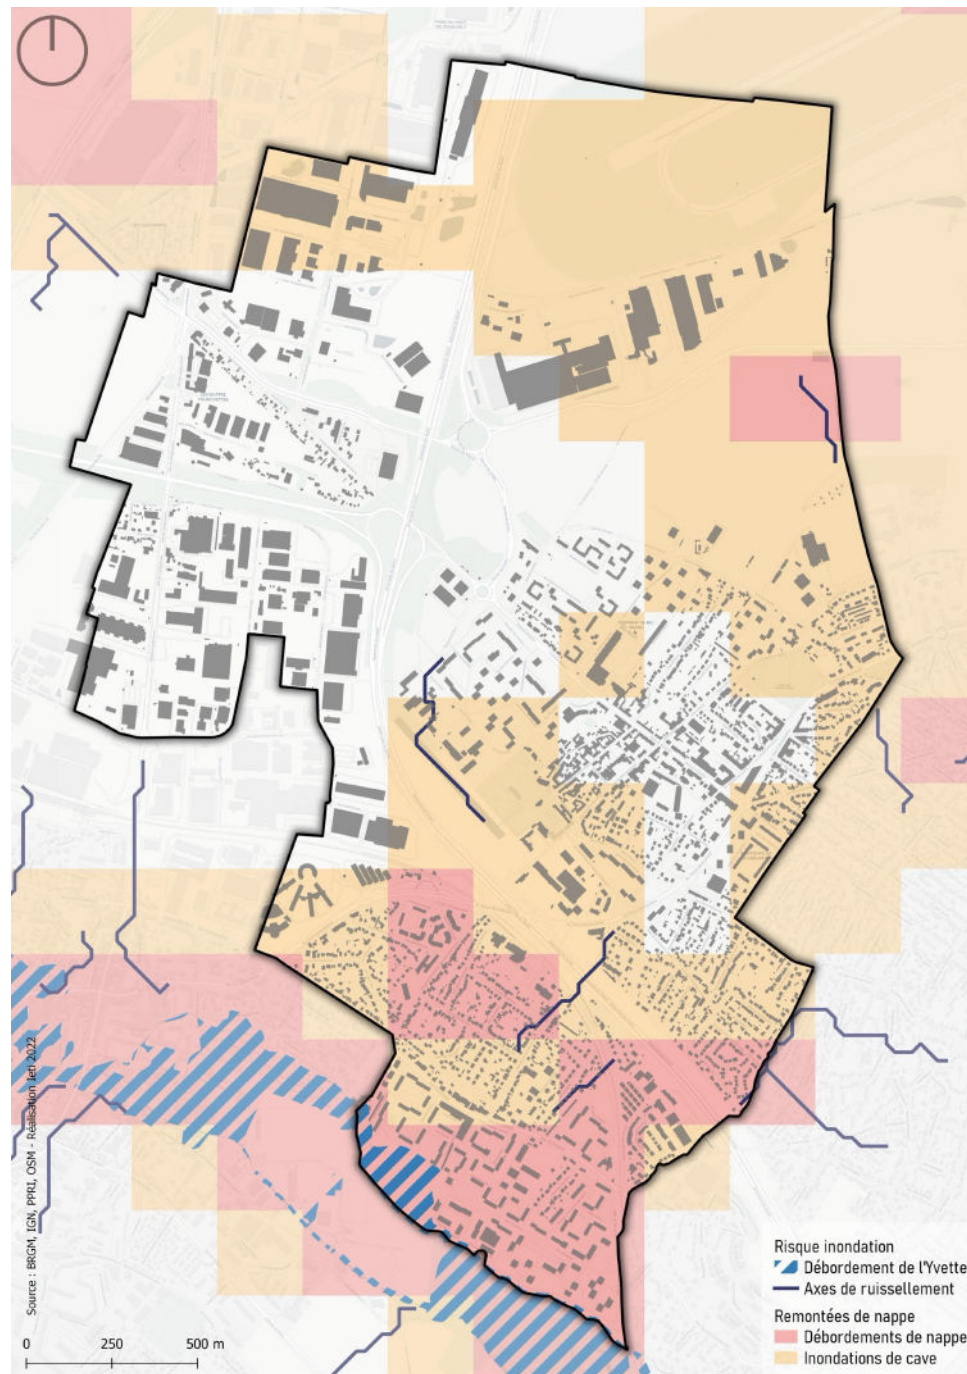 Source : BRGM, IGN, PPRI, OSM - Réalisation Ieti 2022
0 250 500 m
Risque inondation
Débordement de l'Yvette
Axes de ruissellement
Remontées de nappe
Débordements de nappe
Inondations de cave